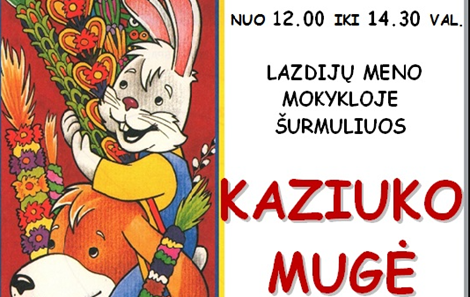 NUO 12.00 IKI 14.30 VAL.
LAZDIJŲ MENO
MOKYKLOJE
ŠURMULIUOS
KAZIUKO
MUGĖ